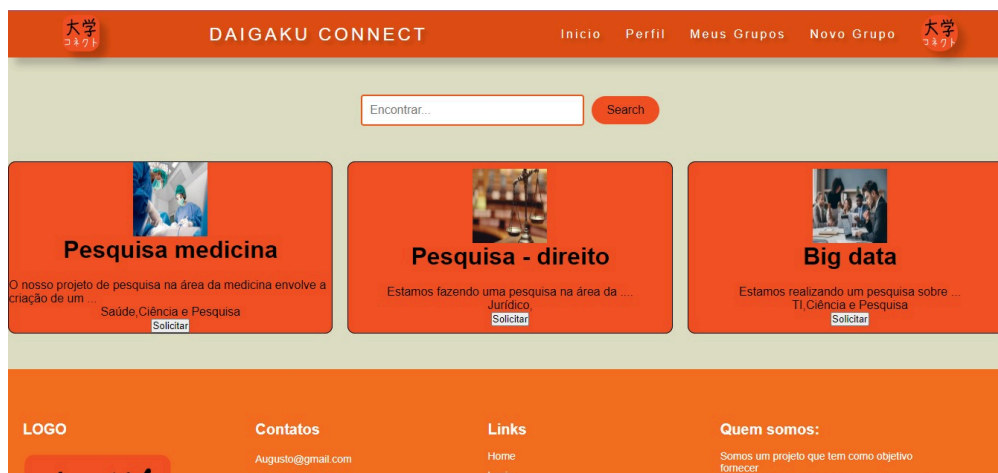 大学
コネクト
DAIGAKU CONNECT
Inicio Perfil Meus Grupos Novo Grupo
大学
コネクト
Encontrar...
Search
Pesquisa medicina
O nosso projeto de pesquisa na área da medicina envolve a
criação de um ...
Saúde,Ciência e Pesquisa
Solicitar
Pesquisa - direito
Estamos fazendo uma pesquisa na área da ....
Jurídico,
Solicitar
Big data
Estamos realizando um pesquisa sobre ...
TI,Ciência e Pesquisa
Solicitar
LOGO
Contatos
Augusto@gmail.com
Links
Home
Quem somos:
Somos um projeto que tem como objetivo
fornecer